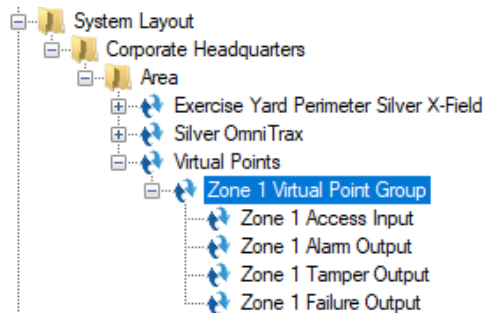 System Layout
Corporate Headquarters
Area
Exercise Yard Perimeter Silver X-Field
Silver OmniTrax
Virtual Points
Zone 1 Virtual Point Group
Zone 1 Access Input
Zone 1 Alarm Output
Zone 1 Tamper Output
Zone 1 Failure Output